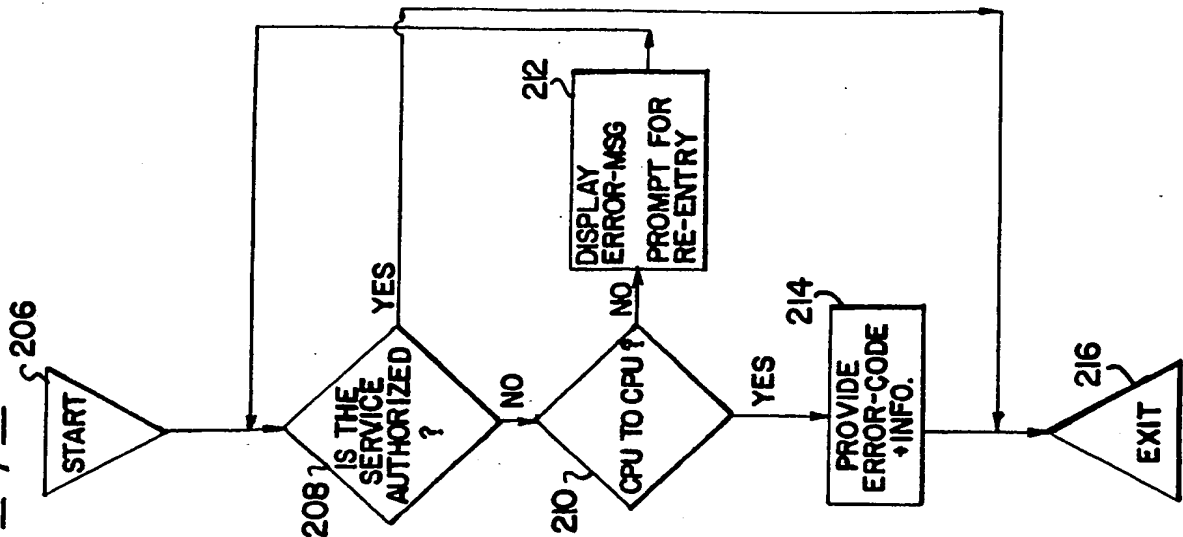 206
START
208
IS THE
SERVICE
AUTHORIZED
?
YES
NO
210
CPU TO CPU?
NO
212
DISPLAY
ERROR-MSG
PROMPT FOR
RE-ENTRY
YES
214
PROVIDE
ERROR-CODE
+INFO.
216
EXIT